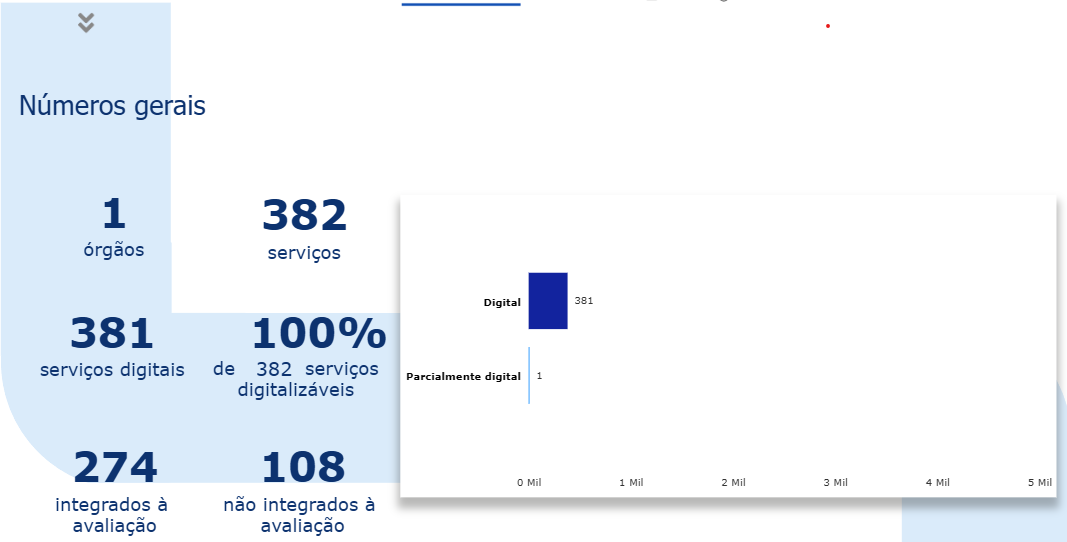 Números gerais
1
órgãos
382
serviços
381
serviços digitais
100%
de 382 serviços
digitalizáveis
274
integrados à
avaliação
108
não integrados à
avaliação
Digital
381
Parcialmente digital
1
0 Mil 1 Mil 2 Mil 3 Mil 4 Mil 5 Mil